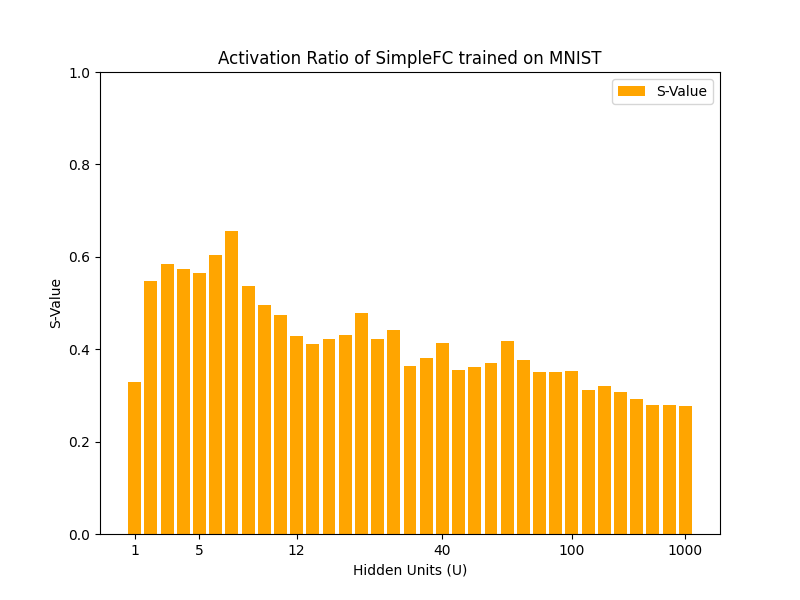 Activation Ratio of SimpleFC trained on MNIST
S-Value
1.0
0.8
0.6
0.4
0.2
0.0
S-Value
1 5 12 40 100 1000
Hidden Units (U)